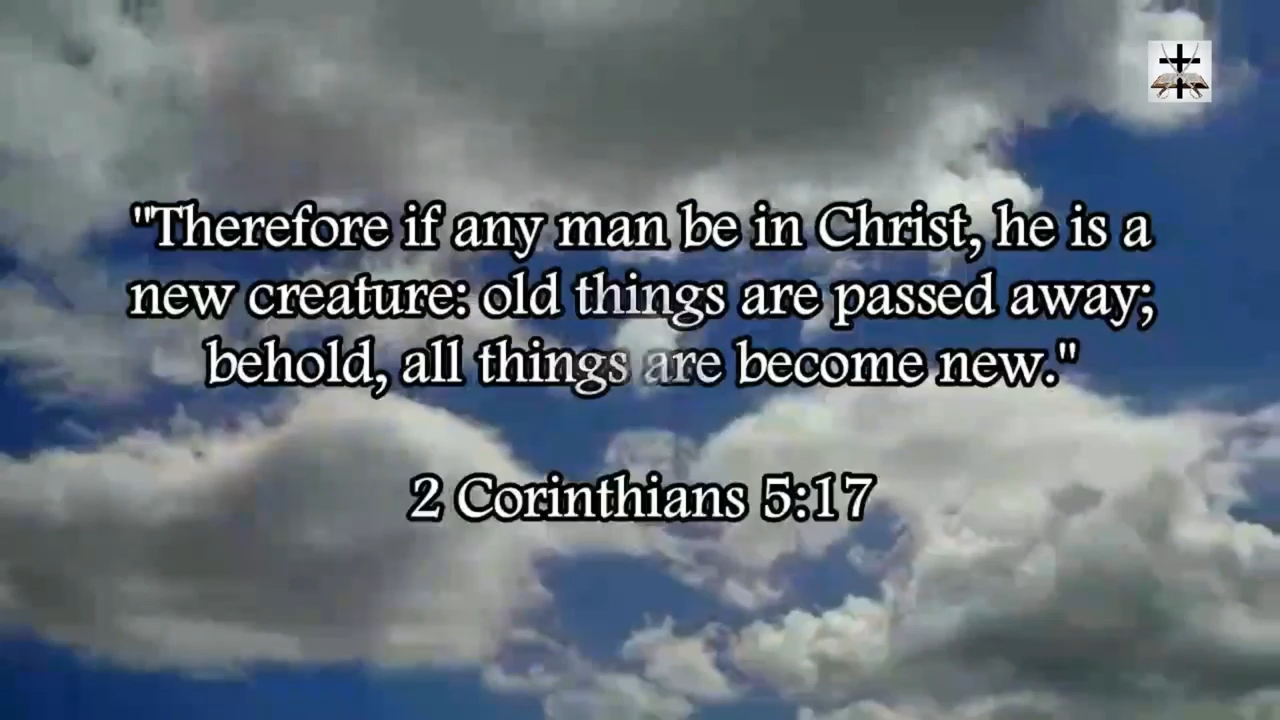 "Therefore if any man be in Christ, he is a
new creature: old things are passed away;
behold, all things are become new."
2 Corinthians 5:17